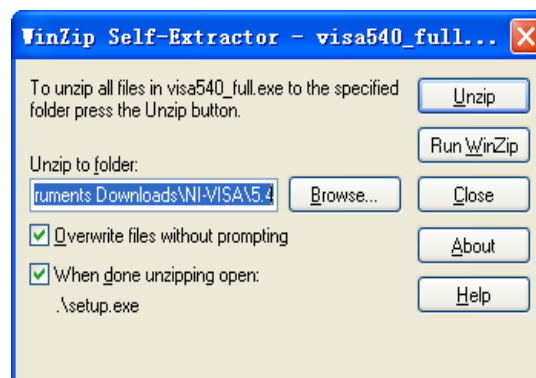 WinZip Self-Extractor - visa540_full...
To unzip all files in visa540_full.exe to the specified
folder press the Unzip button.
Unzip to folder:
ruments Downloads\NI-VISA\5.4
Browse...
Overwrite files without prompting
When done unzipping open:
.\setup.exe
Unzip
Run WinZip
Close
About
Help